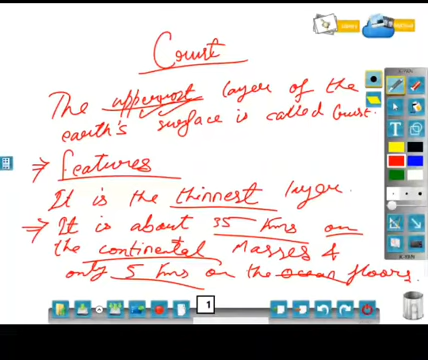 Crust
The uppermost layer of the
earth's surface is called Crust.
⇒ Features
It is the thinnest layer.
⇒ It is about 35 kms on
the continental Masses &
only 5 kms on the ocean floors.
1